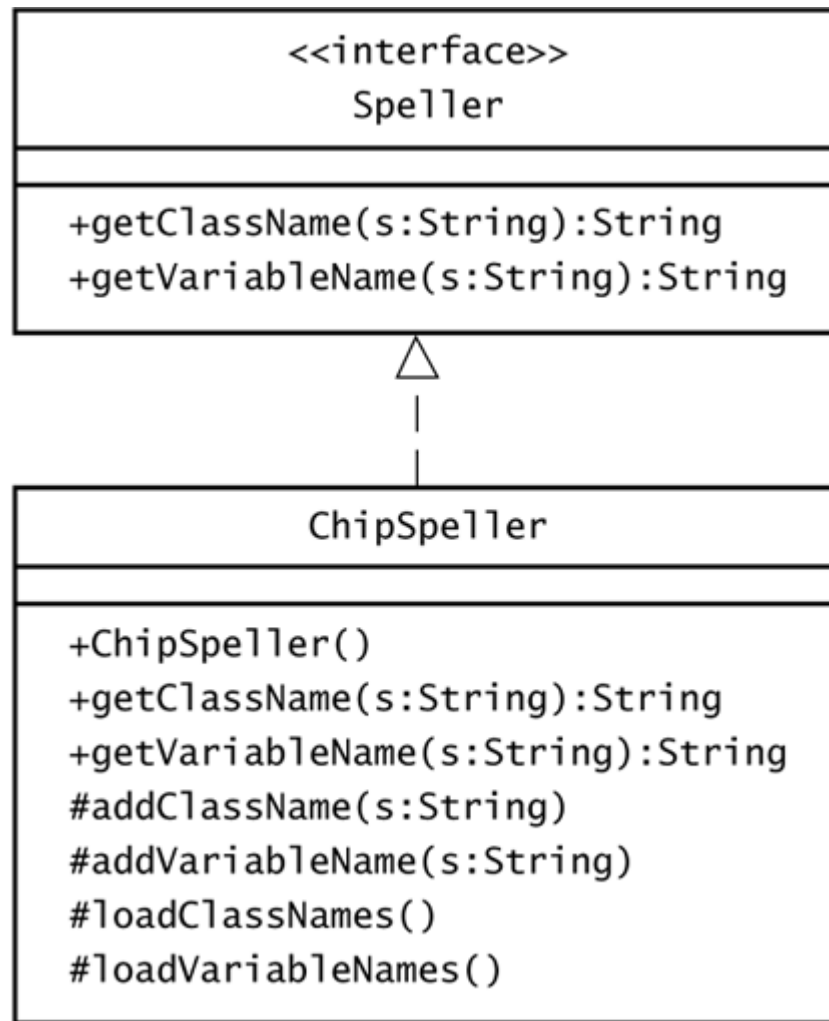 <<interface>>
Speller
+getClassName(s:String):String
+getVariableName(s:String):String
ChipSpeller
+ChipSpeller()
+getClassName(s:String):String
+getVariableName(s:String):String
#addClassName(s:String)
#addVariableName(s:String)
#loadClassNames()
#loadVariableNames()